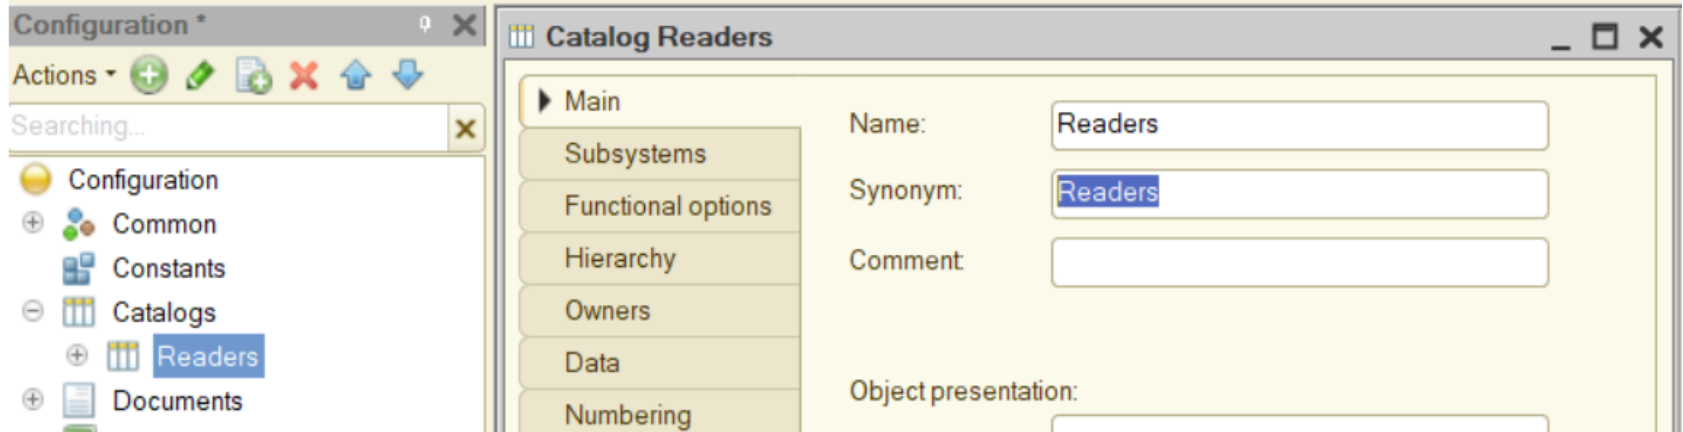 Configuration *
Actions
Searching...
Configuration
Common
Constants
Catalogs
Readers
Documents
Catalog Readers
Main
Subsystems
Functional options
Hierarchy
Owners
Data
Numbering
Name: Readers
Synonym: Readers
Comment:
Object presentation: